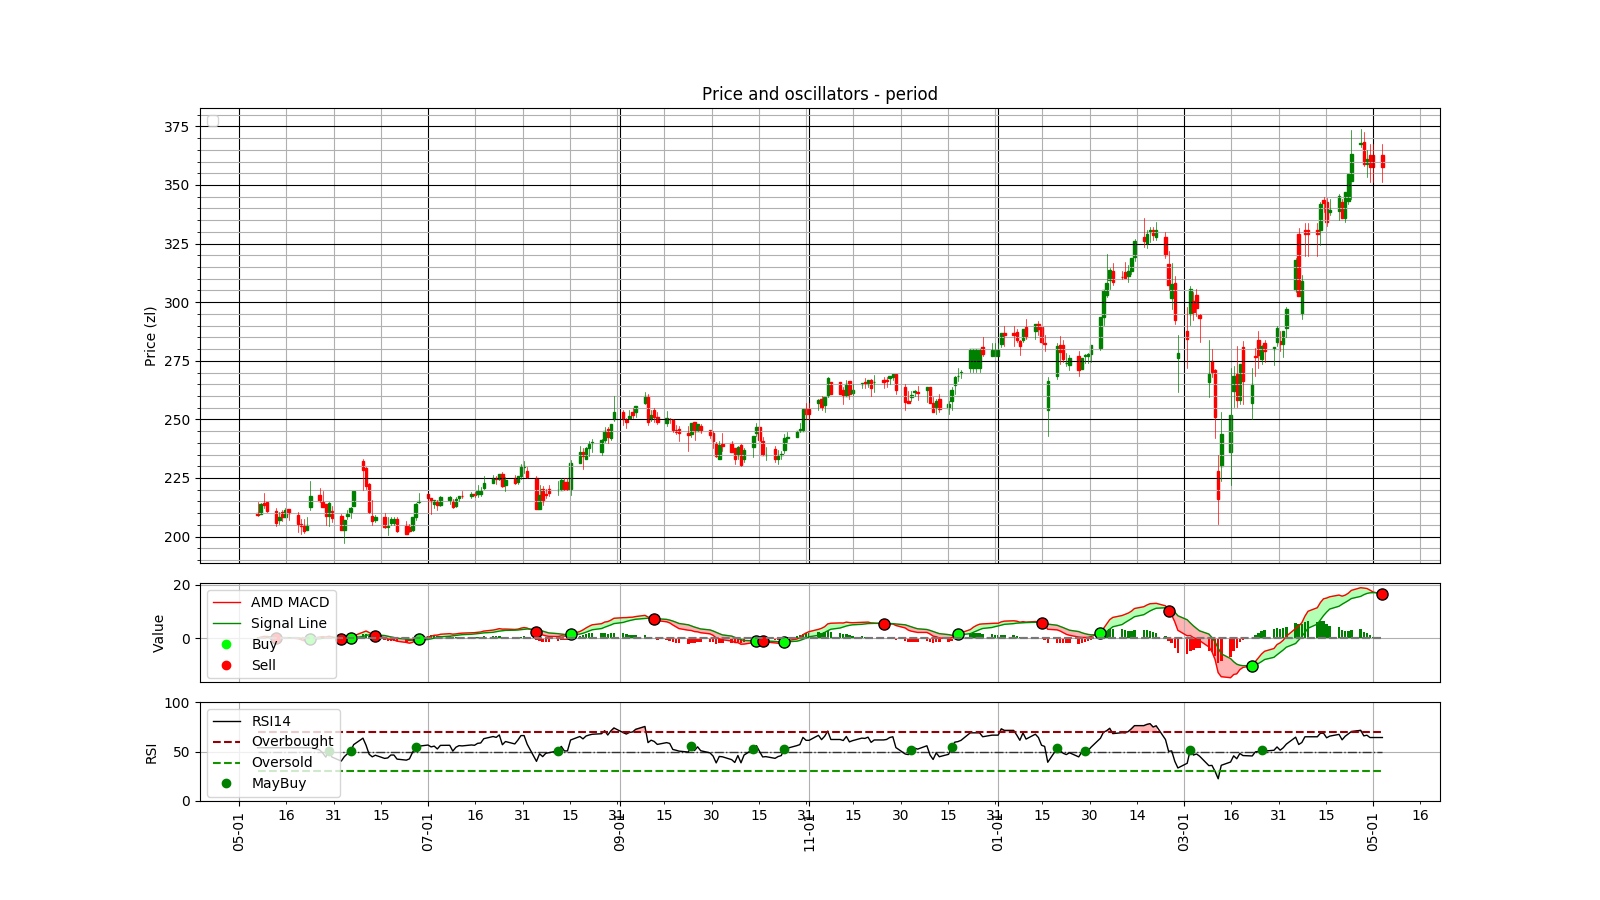 Price and oscillators - period
375
350
325
300
275
250
225
200
Price (zl)
20
0
Value
AMD MACD
Signal Line
Buy
Sell
100
50
0
RSI
RSI14
Overbought
Oversold
MayBuy
16 31 15 16 31 15 31 15 30 15 31 15 30 15 31 15 30 14 16 31 15 16
05-01 07-01 09-01 11-01 01-01 03-01 05-01